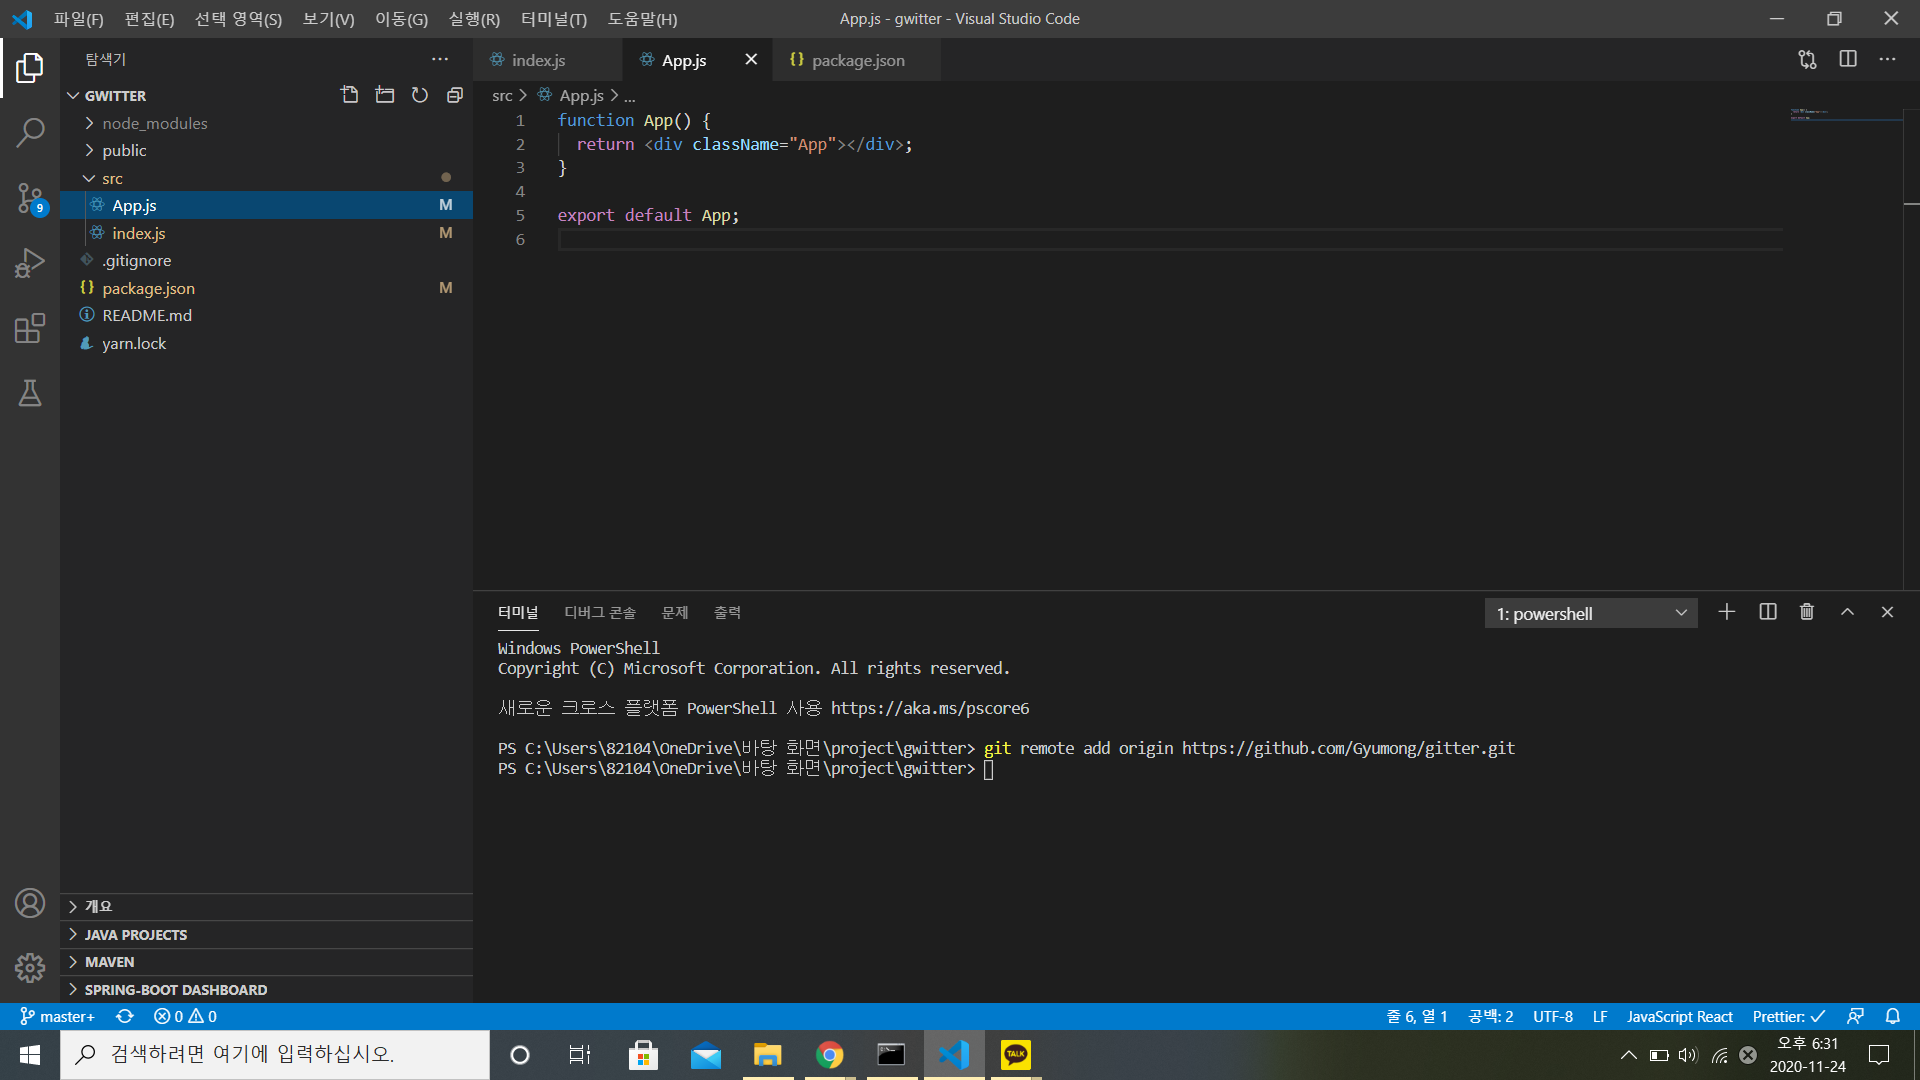 파일(F) 편집(E) 선택 영역(S) 보기(V) 이동(G) 실행(R) 터미널(T) 도움말(H) App.js - gwitter - Visual Studio Code
탐색기
GWITTER
node_modules
public
src
App.js M
index.js M
.gitignore
package.json M
README.md
yarn.lock
9
개요
JAVA PROJECTS
MAVEN
SPRING-BOOT DASHBOARD
index.js App.js package.json
src > App.js > ...
1 function App() {
2 return <div className="App"></div>;
3 }
4
5 export default App;
6
터미널 디버그 콘솔 문제 출력 1: powershell
Windows PowerShell
Copyright (C) Microsoft Corporation. All rights reserved.
새로운 크로스 플랫폼 PowerShell 사용 https://aka.ms/pscore6
PS C:\Users\82104\OneDrive\바탕 화면\project\gwitter> git remote add origin https://github.com/Gyumong/gitter.git
PS C:\Users\82104\OneDrive\바탕 화면\project\gwitter>
master+ 0 0 줄 6, 열 1 공백: 2 UTF-8 LF JavaScript React Prettier: ✓
검색하려면 여기에 입력하십시오.
TALK
오후 6:31
2020-11-24